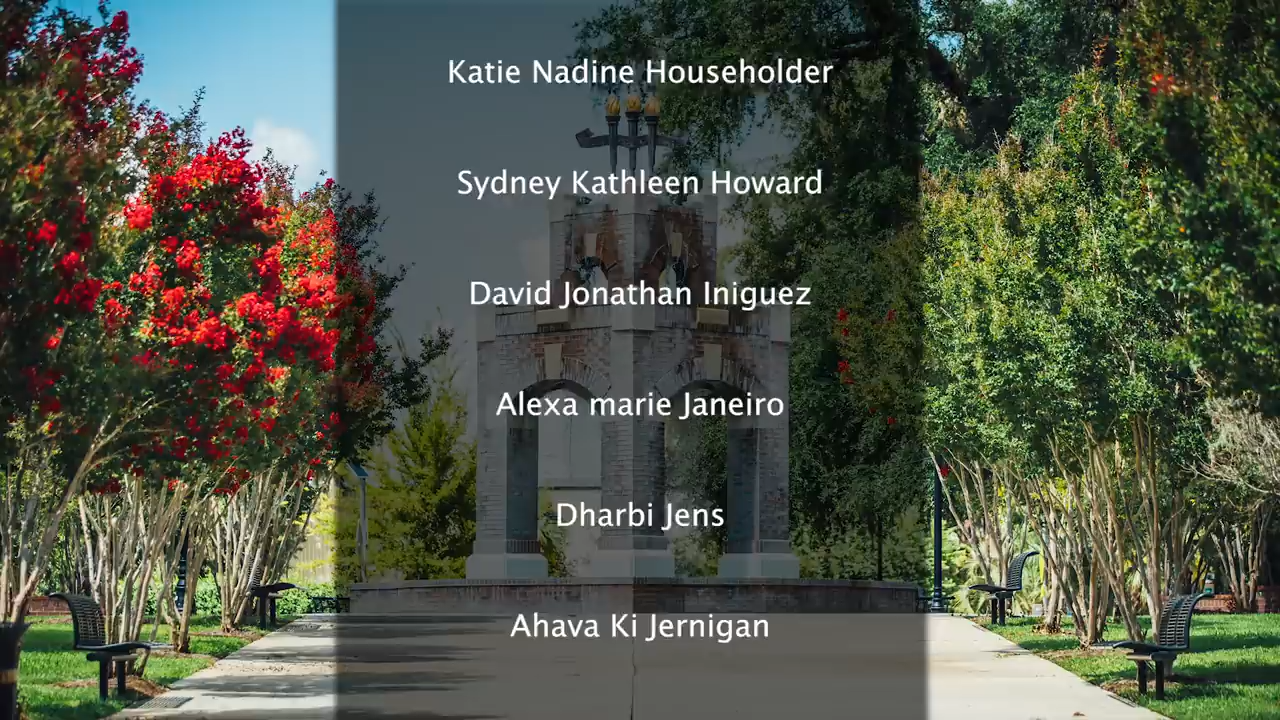 Katie Nadine Householder
Sydney Kathleen Howard
David Jonathan Iniguez
Alexa marie Janeiro
Dharbi Jens
Ahava Ki Jernigan